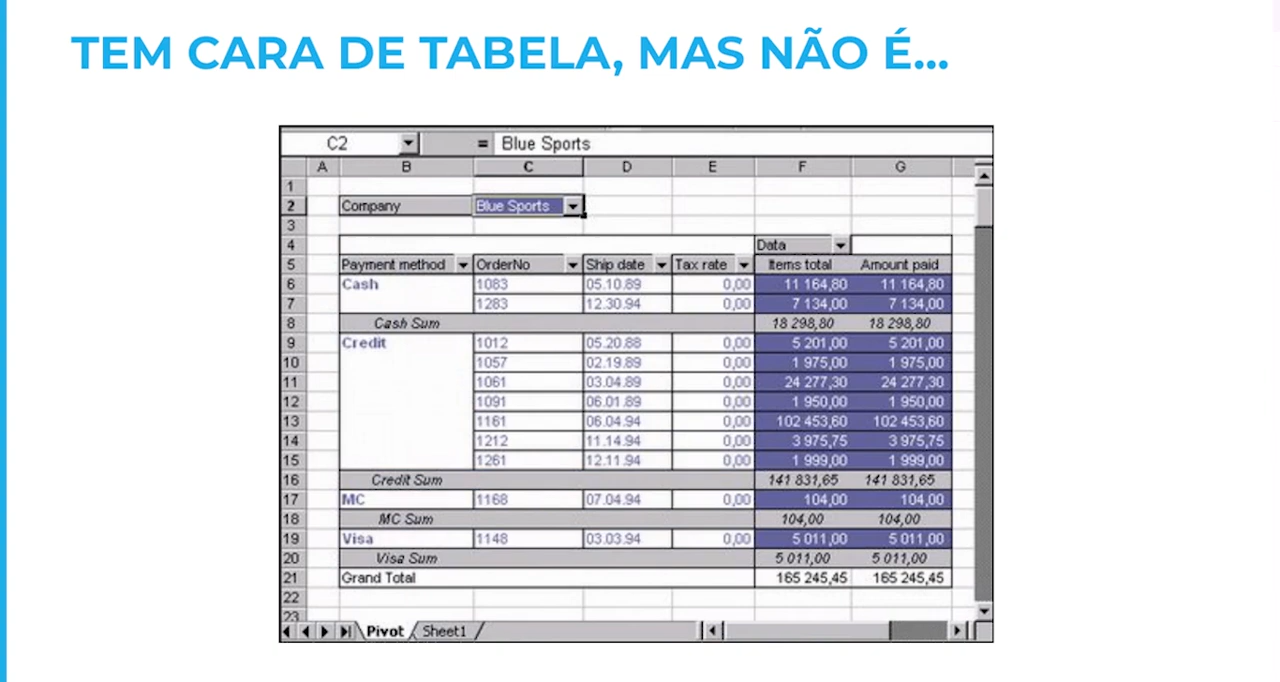 TEM CARA DE TABELA, MAS NÃO É...
C2 = Blue Sports
A B C D E F G
1
2 Company Blue Sports
3
4 Data
5 Payment method OrderNo Ship date Tax rate Items total Amount paid
6 Cash 1083 05.10.89 0,00 11 164,80 11 164,80
7 1283 12.30.94 0,00 7 134,00 7 134,00
8 Cash Sum 18 298,80 18 298,80
9 Credit 1012 05.20.88 0,00 5 201,00 5 201,00
10 1057 02.19.89 0,00 1 975,00 1 975,00
11 1061 03.04.89 0,00 24 277,30 24 277,30
12 1091 06.01.89 0,00 1 950,00 1 950,00
13 1161 06.04.94 0,00 102 453,60 102 453,60
14 1212 11.14.94 0,00 3 975,75 3 975,75
15 1261 12.11.94 0,00 1 999,00 1 999,00
16 Credit Sum 141 831,65 141 831,65
17 MC 1168 07.04.94 0,00 104,00 104,00
18 MC Sum 104,00 104,00
19 Visa 1148 03.03.94 0,00 5 011,00 5 011,00
20 Visa Sum 5 011,00 5 011,00
21 Grand Total 165 245,45 165 245,45
22
23
Pivot Sheet1